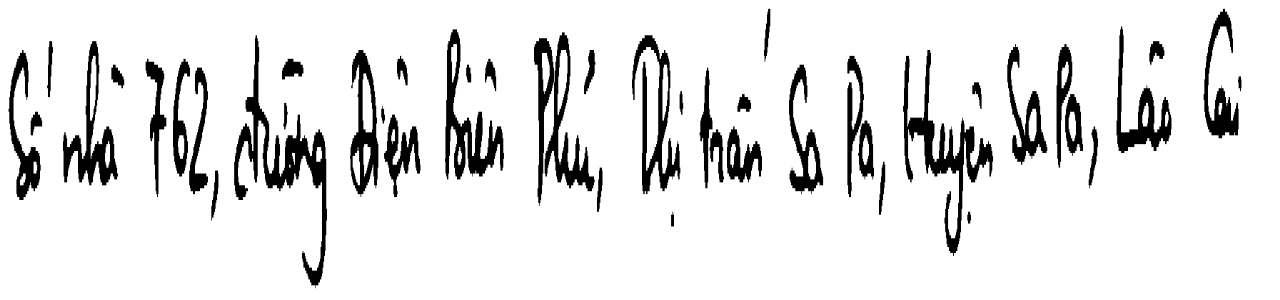 Số nhà 762, đường Điện Biên Phủ, Thị trấn Sa Pa, Huyện Sa Pa, Lào Cai